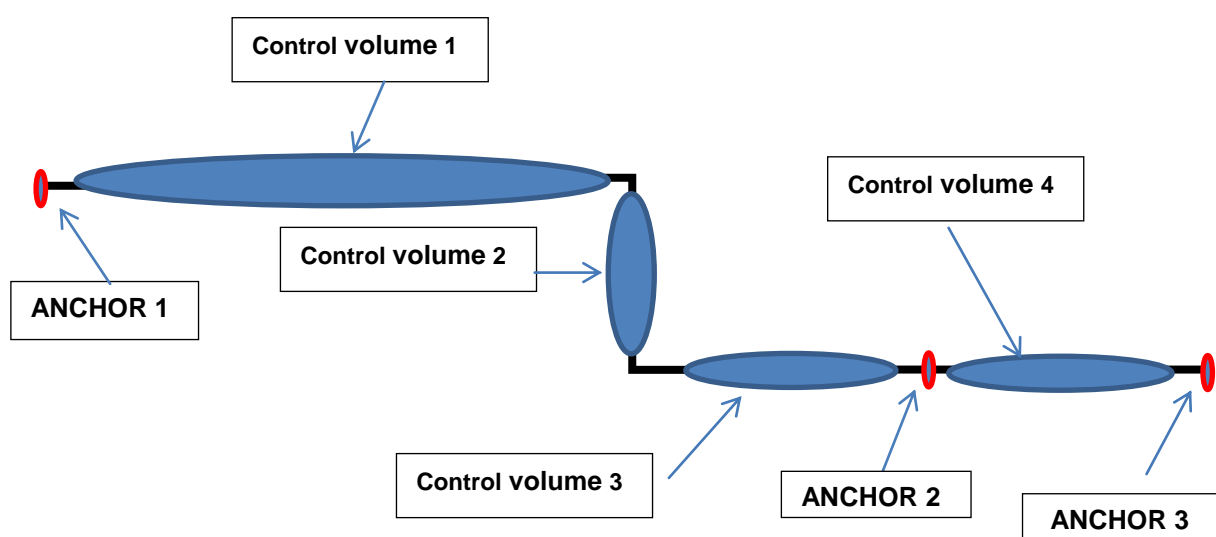 Control volume 1
Control volume 4
Control volume 2
ANCHOR 1
Control volume 3
ANCHOR 2
ANCHOR 3